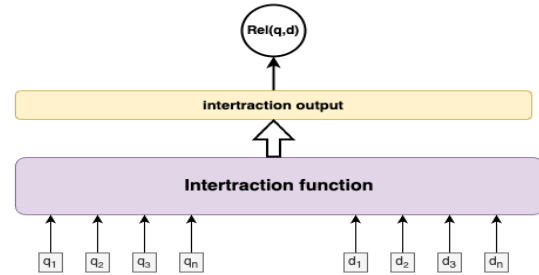 Rel(q,d)
intertraction output
Intertraction function
q1 q2 q3 qn d1 d2 d3 dn